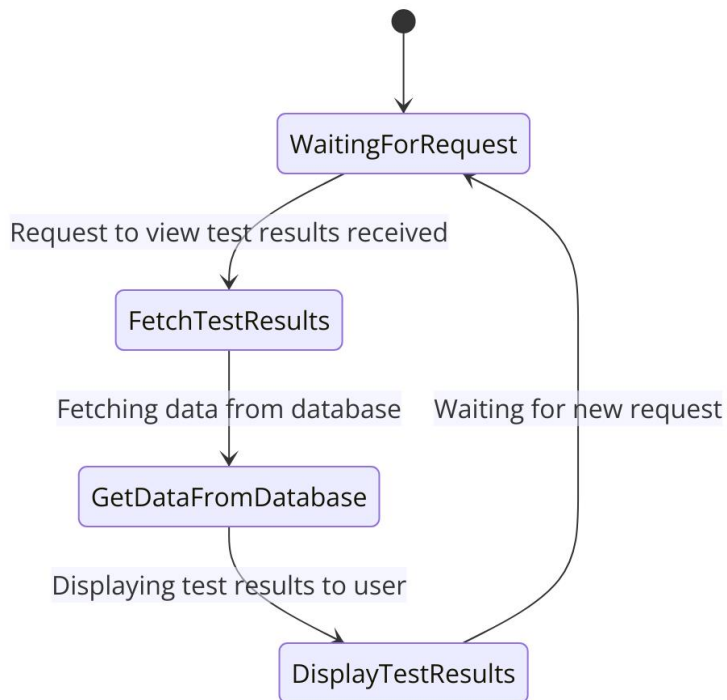 WaitingForRequest
Request to view test results received
FetchTestResults
Fetching data from database
Waiting for new request
GetDataFromDatabase
Displaying test results to user
DisplayTestResults